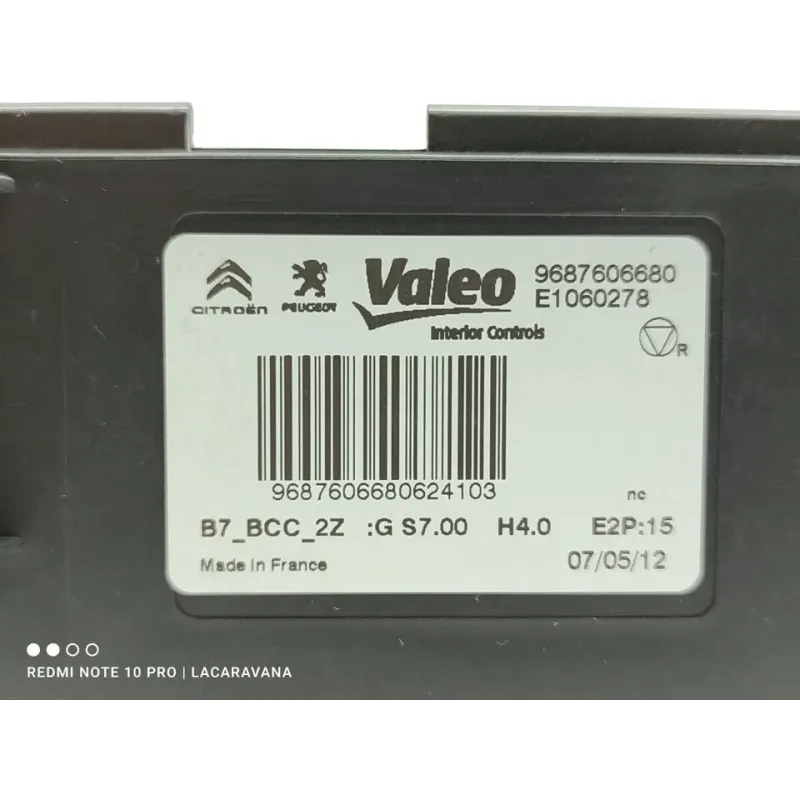 CITROËN PEUGEOT Valeo 9687606680
E1060278
Interior Controls
R
9687606680624103
nc
B7_BCC_2Z :G S7.00 H4.0 E2P:15
Made In France 07/05/12
REDMI NOTE 10 PRO | LACARAVANA